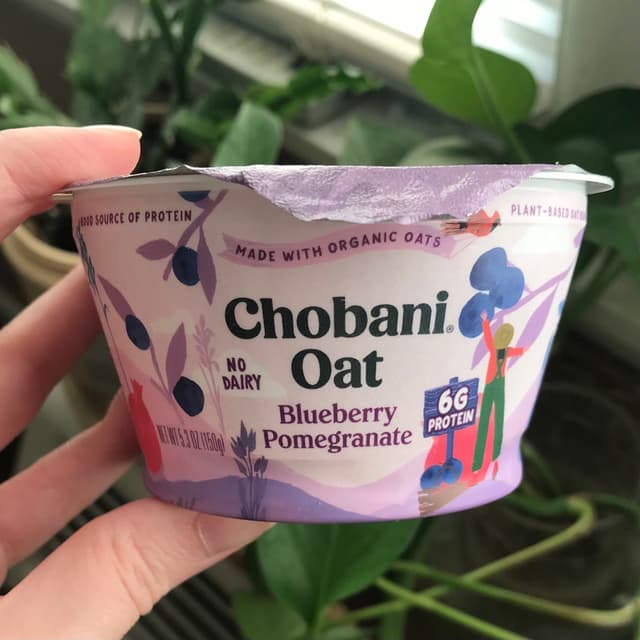 GOOD SOURCE OF PROTEIN
PLANT-BASED OAT
MADE WITH ORGANIC OATS
Chobani®
Oat
NO
DAIRY
Blueberry
Pomegranate
6G
PROTEIN
NET WT 5.3 OZ (150g)